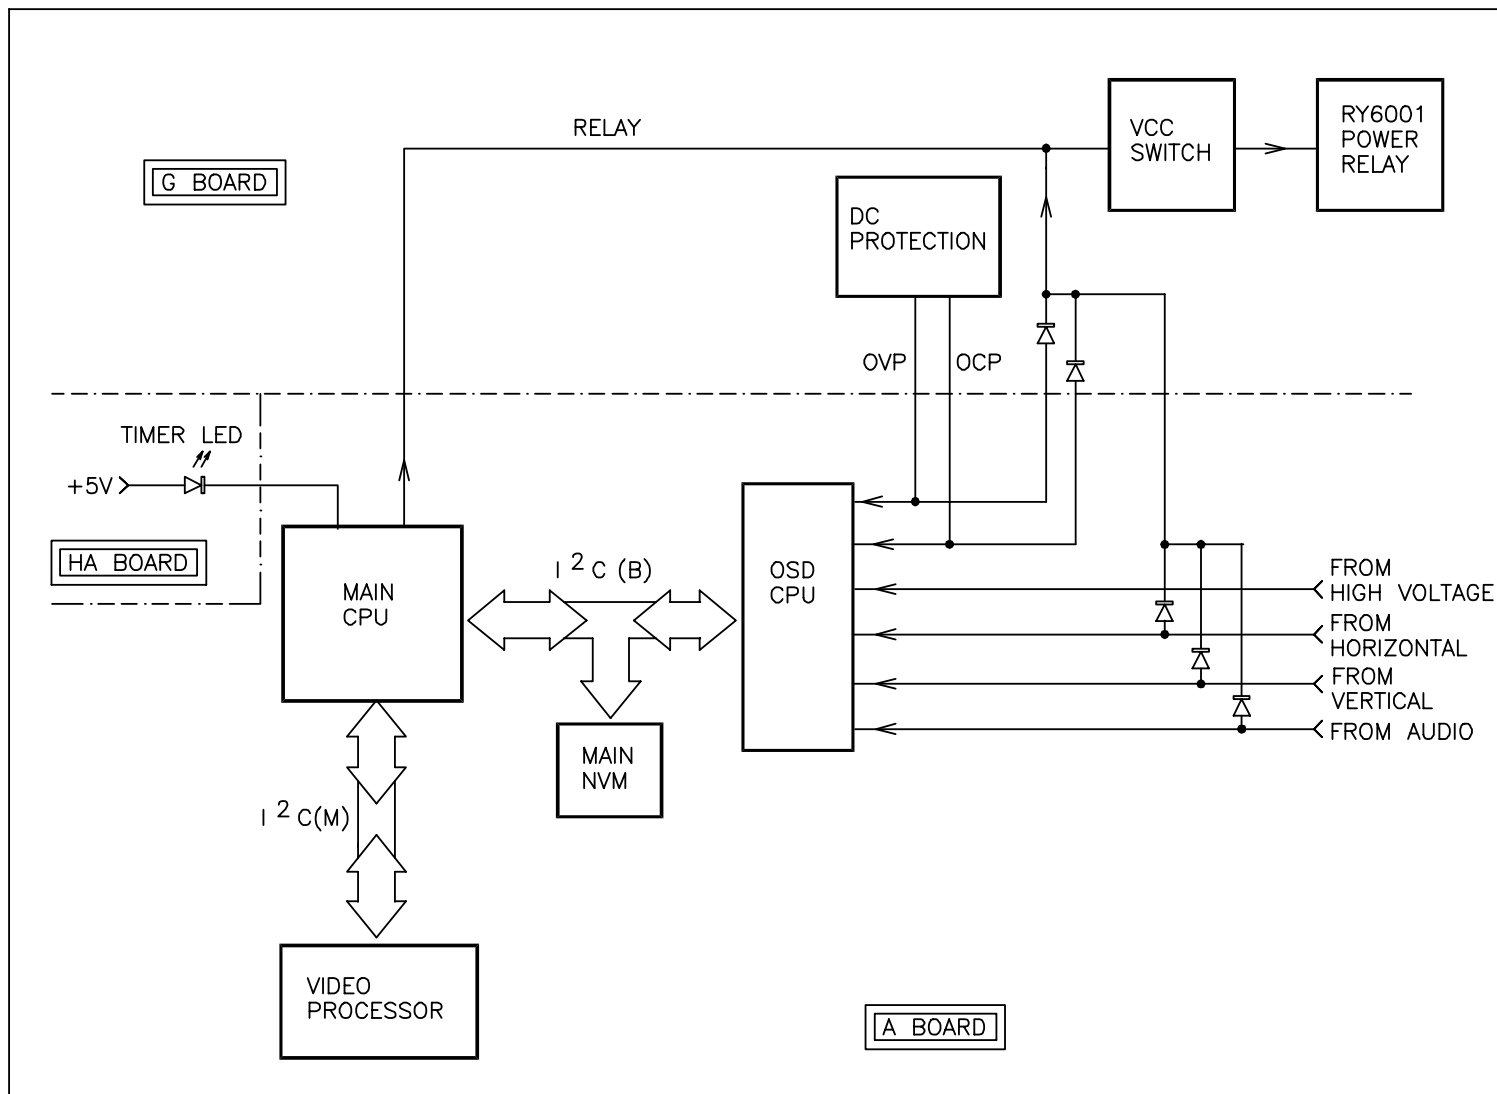 RELAY
VCC
SWITCH
RY6001
POWER
RELAY
G BOARD
DC
PROTECTION
OVP
OCP
TIMER LED
+5V
HA BOARD
MAIN
CPU
I 2 C (B)
OSD
CPU
FROM
HIGH VOLTAGE
FROM
HORIZONTAL
FROM
VERTICAL
FROM AUDIO
MAIN
NVM
I 2 C(M)
VIDEO
PROCESSOR
A BOARD